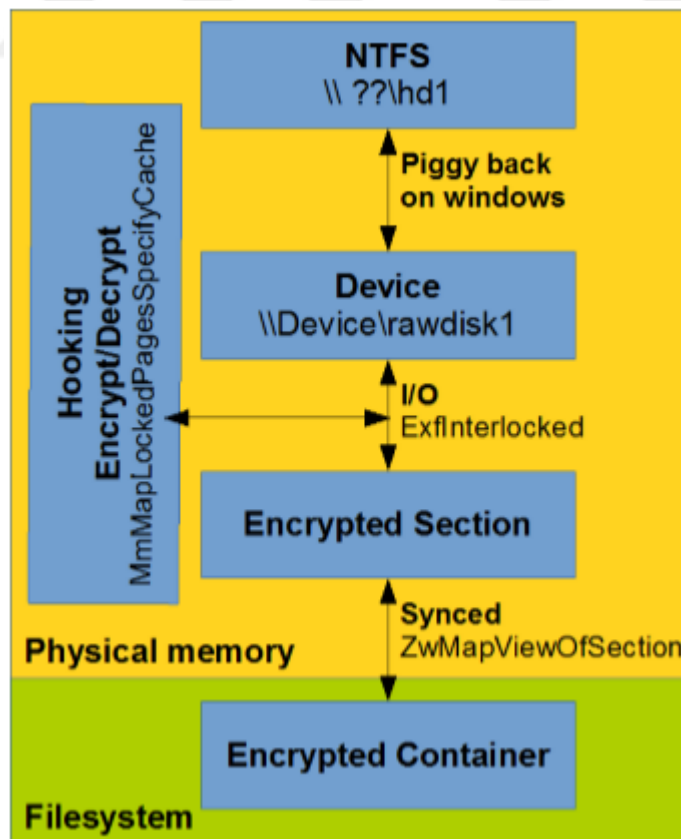 NTFS
\\ ??\hd1
Piggy back
on windows
Hooking
Encrypt/Decrypt
MmMapLockedPagesSpecifyCache
Device
\\Device\rawdisk1
I/O
ExfInterlocked
Encrypted Section
Synced
ZwMapViewOfSection
Physical memory
Encrypted Container
Filesystem